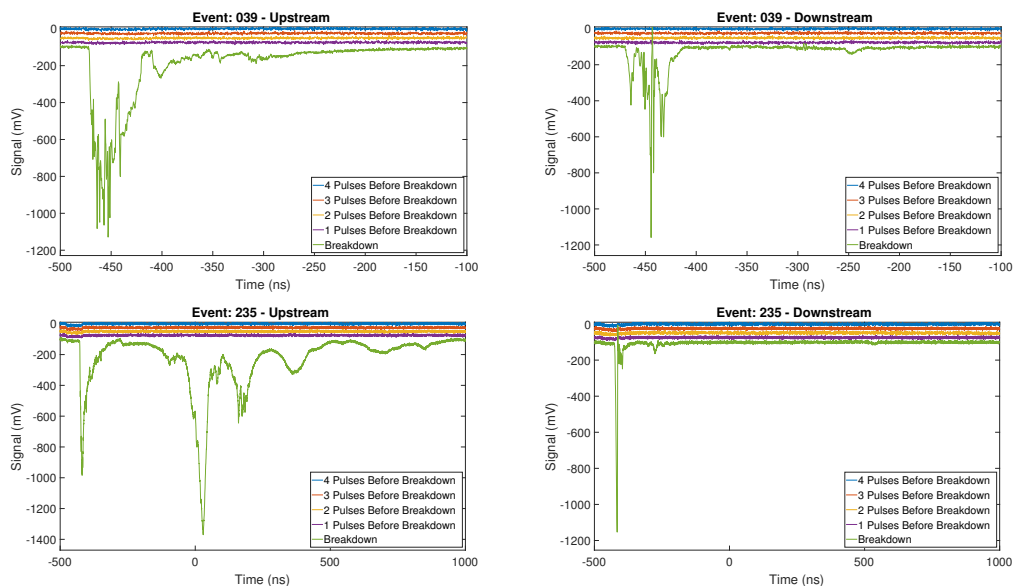 Event: 039 - Upstream
0
-200
-400
-600
-800
-1000
-1200
Signal (mV)
4 Pulses Before Breakdown
3 Pulses Before Breakdown
2 Pulses Before Breakdown
1 Pulses Before Breakdown
Breakdown
-500 -450 -400 -350 -300 -250 -200 -150 -100
Time (ns)
Event: 039 - Downstream
0
-200
-400
-600
-800
-1000
-1200
Signal (mV)
4 Pulses Before Breakdown
3 Pulses Before Breakdown
2 Pulses Before Breakdown
1 Pulses Before Breakdown
Breakdown
-500 -450 -400 -350 -300 -250 -200 -150 -100
Time (ns)
Event: 235 - Upstream
0
-200
-400
-600
-800
-1000
-1200
-1400
Signal (mV)
4 Pulses Before Breakdown
3 Pulses Before Breakdown
2 Pulses Before Breakdown
1 Pulses Before Breakdown
Breakdown
-500 0 500 1000
Time (ns)
Event: 235 - Downstream
0
-200
-400
-600
-800
-1000
-1200
Signal (mV)
4 Pulses Before Breakdown
3 Pulses Before Breakdown
2 Pulses Before Breakdown
1 Pulses Before Breakdown
Breakdown
-500 0 500 1000
Time (ns)